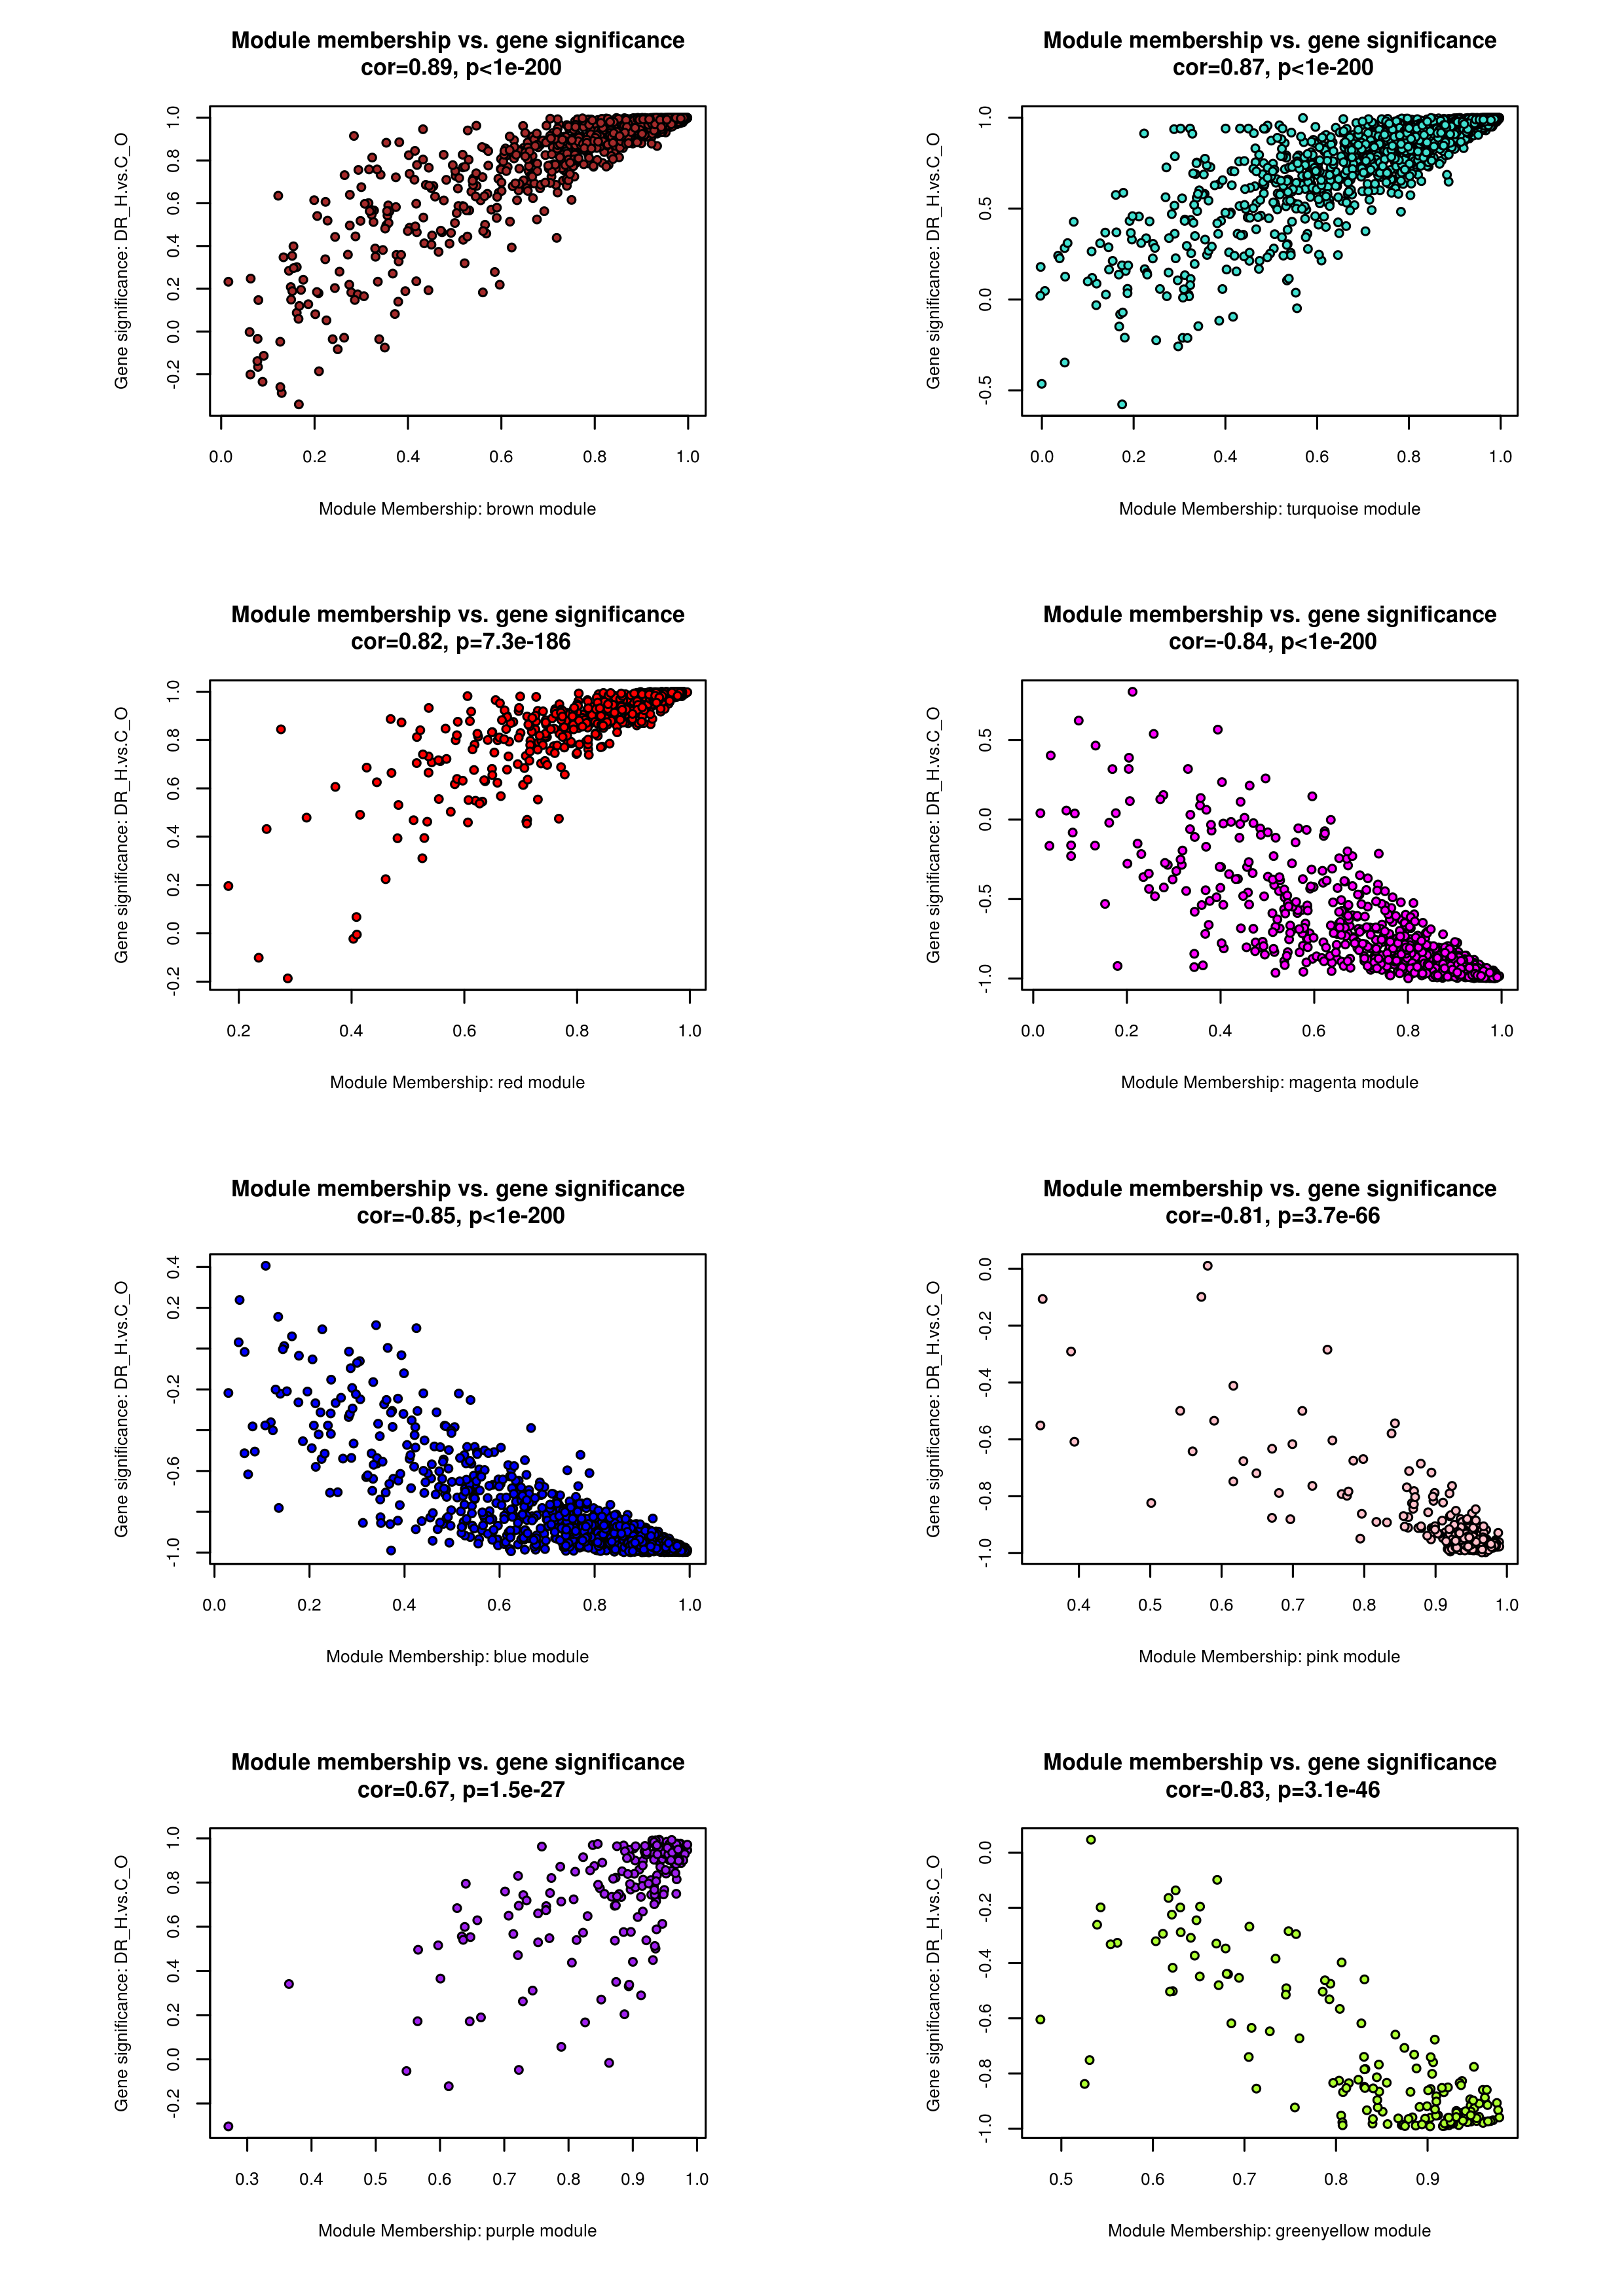 Module membership vs. gene significance
cor=0.89, p<1e-200
Gene significance: DR_H.vs.C_O
1.0
0.8
0.6
0.4
0.2
0.0
-0.2
0.0 0.2 0.4 0.6 0.8 1.0
Module Membership: brown module
Module membership vs. gene significance
cor=0.87, p<1e-200
Gene significance: DR_H.vs.C_O
1.0
0.5
0.0
-0.5
0.0 0.2 0.4 0.6 0.8 1.0
Module Membership: turquoise module
Module membership vs. gene significance
cor=0.82, p=7.3e-186
Gene significance: DR_H.vs.C_O
1.0
0.8
0.6
0.4
0.2
0.0
-0.2
0.2 0.4 0.6 0.8 1.0
Module Membership: red module
Module membership vs. gene significance
cor=-0.84, p<1e-200
Gene significance: DR_H.vs.C_O
0.5
0.0
-0.5
-1.0
0.0 0.2 0.4 0.6 0.8 1.0
Module Membership: magenta module
Module membership vs. gene significance
cor=-0.85, p<1e-200
Gene significance: DR_H.vs.C_O
0.4
0.2
-0.2
-0.6
-1.0
0.0 0.2 0.4 0.6 0.8 1.0
Module Membership: blue module
Module membership vs. gene significance
cor=-0.81, p=3.7e-66
Gene significance: DR_H.vs.C_O
0.0
-0.2
-0.4
-0.6
-0.8
-1.0
0.4 0.5 0.6 0.7 0.8 0.9 1.0
Module Membership: pink module
Module membership vs. gene significance
cor=0.67, p=1.5e-27
Gene significance: DR_H.vs.C_O
1.0
0.8
0.6
0.4
0.2
0.0
-0.2
0.3 0.4 0.5 0.6 0.7 0.8 0.9 1.0
Module Membership: purple module
Module membership vs. gene significance
cor=-0.83, p=3.1e-46
Gene significance: DR_H.vs.C_O
0.0
-0.2
-0.4
-0.6
-0.8
-1.0
0.5 0.6 0.7 0.8 0.9
Module Membership: greenyellow module